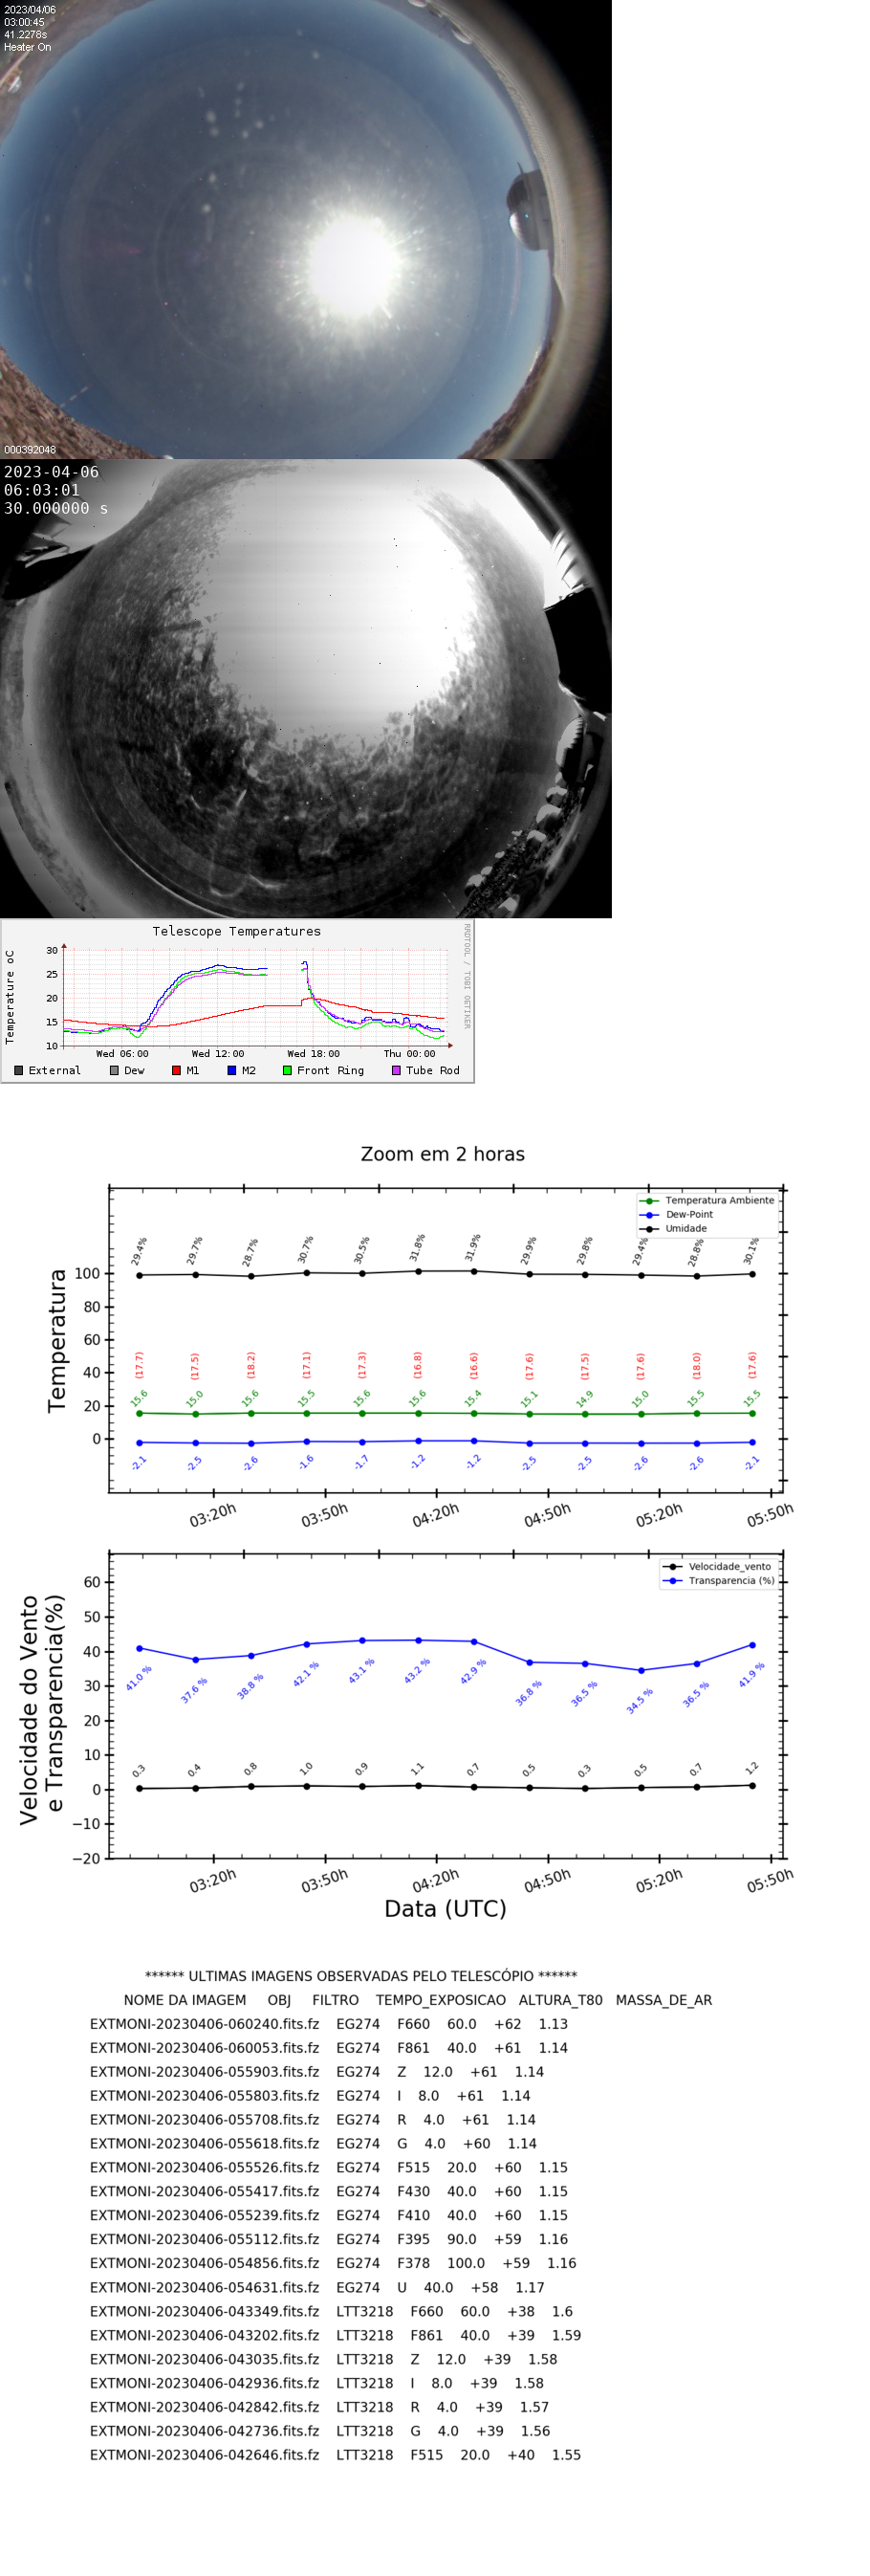 2023/04/06
03:00:45
41.2278s
Heater On
000392048
2023-04-06
06:03:01
30.000000 s
Telescope Temperatures
RRDTOOL / TOBI OETIKER
Temperature oC
30
25
20
15
10
Wed 06:00 Wed 12:00 Wed 18:00 Thu 00:00
External Dew M1 M2 Front Ring Tube Rod
Zoom em 2 horas
Temperatura Ambiente
Dew-Point
Umidade
Temperatura
100
80
60
40
20
0
29.4% 29.7% 28.7% 30.7% 30.5% 31.8% 31.9% 29.9% 29.8% 29.4% 28.8% 30.1%
(17.7) (17.5) (18.2) (17.1) (17.3) (16.8) (16.6) (17.6) (17.5) (17.6) (18.0) (17.6)
15.6 15.0 15.6 15.5 15.6 15.6 15.4 15.1 14.9 15.0 15.5 15.5
-2.1 -2.5 -2.6 -1.6 -1.7 -1.2 -1.2 -2.5 -2.5 -2.6 -2.6 -2.1
03:20h 03:50h 04:20h 04:50h 05:20h 05:50h
Velocidade_vento
Transparencia (%)
Velocidade do Vento
e Transparencia(%)
60
50
40
30
20
10
0
−10
−20
41.0 % 37.6 % 38.8 % 42.1 % 43.1 % 43.2 % 42.9 % 36.8 % 36.5 % 34.5 % 36.5 % 41.9 %
0.3 0.4 0.8 1.0 0.9 1.1 0.7 0.5 0.3 0.5 0.7 1.2
03:20h 03:50h 04:20h 04:50h 05:20h 05:50h
Data (UTC)
****** ULTIMAS IMAGENS OBSERVADAS PELO TELESCÓPIO ******
NOME DA IMAGEM OBJ FILTRO TEMPO_EXPOSICAO ALTURA_T80 MASSA_DE_AR
EXTMONI-20230406-060240.fits.fz EG274 F660 60.0 +62 1.13
EXTMONI-20230406-060053.fits.fz EG274 F861 40.0 +61 1.14
EXTMONI-20230406-055903.fits.fz EG274 Z 12.0 +61 1.14
EXTMONI-20230406-055803.fits.fz EG274 I 8.0 +61 1.14
EXTMONI-20230406-055708.fits.fz EG274 R 4.0 +61 1.14
EXTMONI-20230406-055618.fits.fz EG274 G 4.0 +60 1.14
EXTMONI-20230406-055526.fits.fz EG274 F515 20.0 +60 1.15
EXTMONI-20230406-055417.fits.fz EG274 F430 40.0 +60 1.15
EXTMONI-20230406-055239.fits.fz EG274 F410 40.0 +60 1.15
EXTMONI-20230406-055112.fits.fz EG274 F395 90.0 +59 1.16
EXTMONI-20230406-054856.fits.fz EG274 F378 100.0 +59 1.16
EXTMONI-20230406-054631.fits.fz EG274 U 40.0 +58 1.17
EXTMONI-20230406-043349.fits.fz LTT3218 F660 60.0 +38 1.6
EXTMONI-20230406-043202.fits.fz LTT3218 F861 40.0 +39 1.59
EXTMONI-20230406-043035.fits.fz LTT3218 Z 12.0 +39 1.58
EXTMONI-20230406-042936.fits.fz LTT3218 I 8.0 +39 1.58
EXTMONI-20230406-042842.fits.fz LTT3218 R 4.0 +39 1.57
EXTMONI-20230406-042736.fits.fz LTT3218 G 4.0 +39 1.56
EXTMONI-20230406-042646.fits.fz LTT3218 F515 20.0 +40 1.55